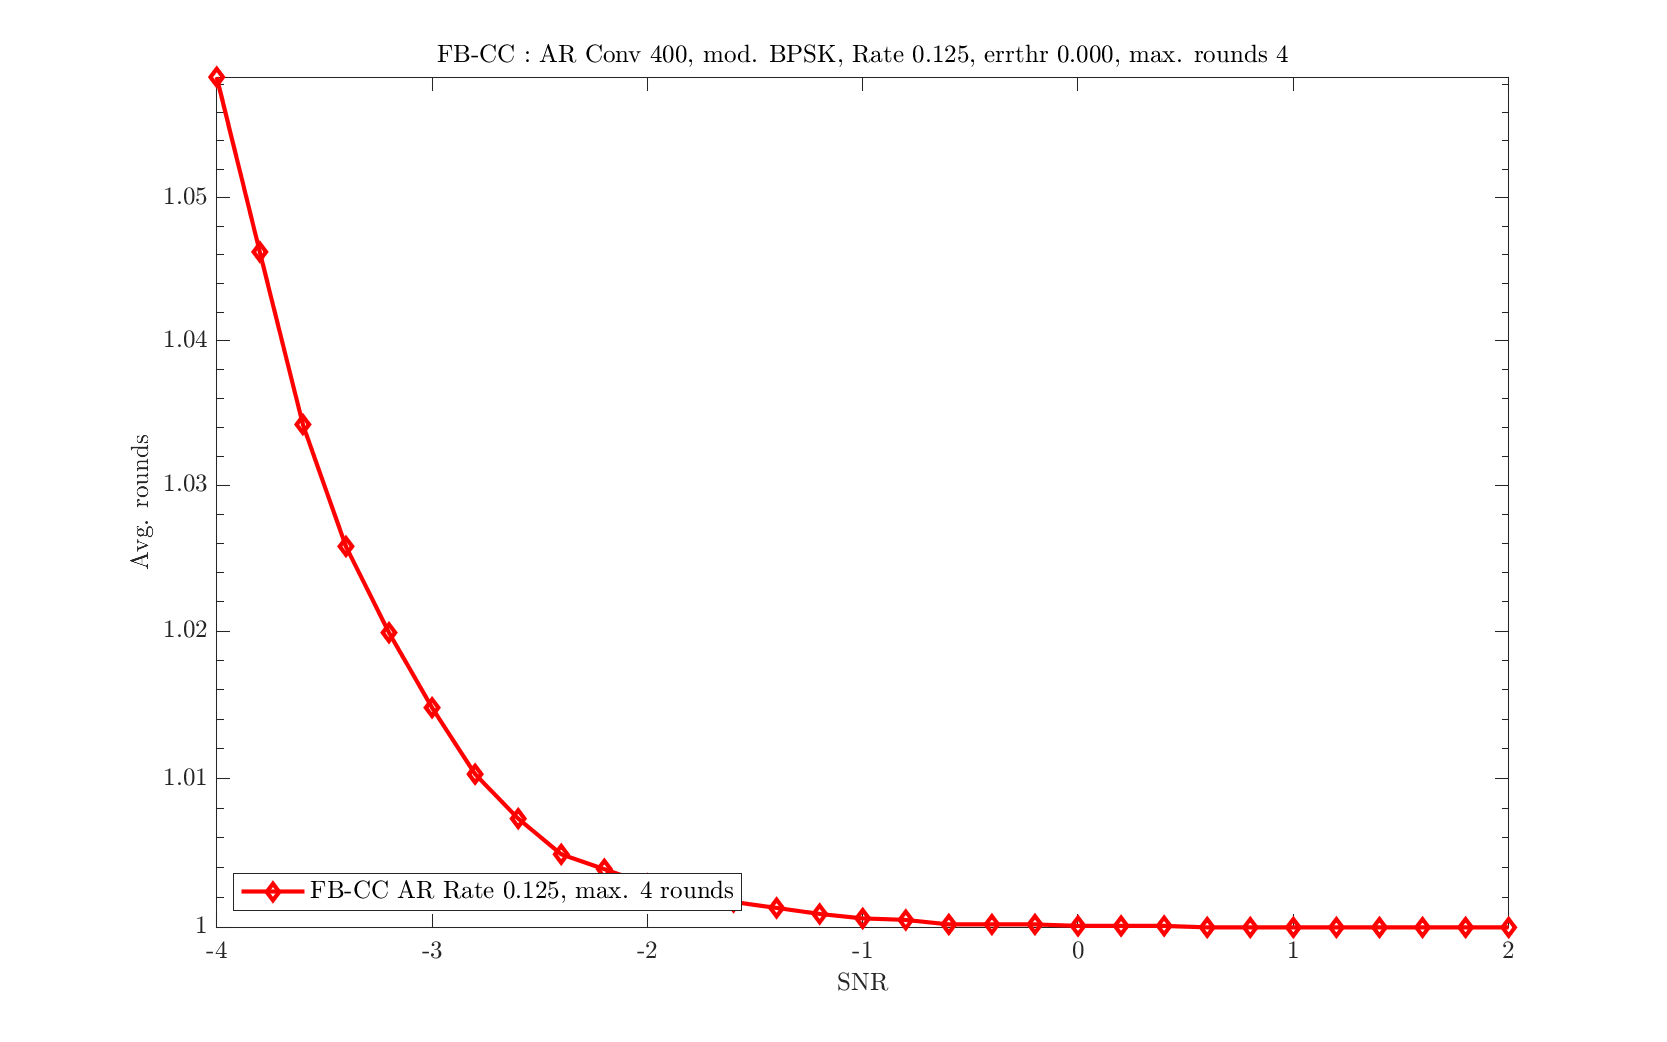 FB-CC : AR Conv 400, mod. BPSK, Rate 0.125, errthr 0.000, max. rounds 4
1.05
1.04
1.03
1.02
1.01
1
Avg. rounds
FB-CC AR Rate 0.125, max. 4 rounds
-4 -3 -2 -1 0 1 2
SNR